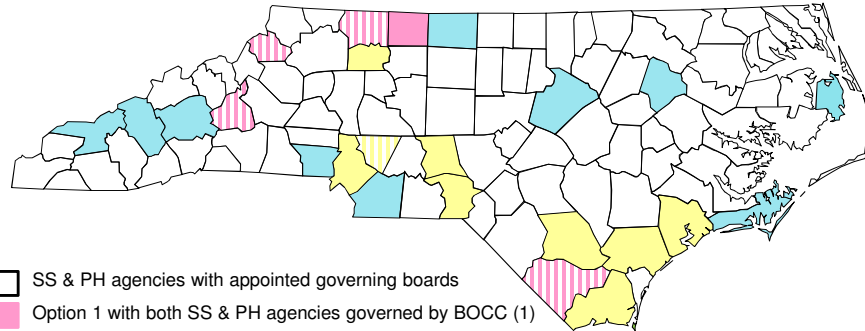 SS & PH agencies with appointed governing boards
Option 1 with both SS & PH agencies governed by BOCC (1)